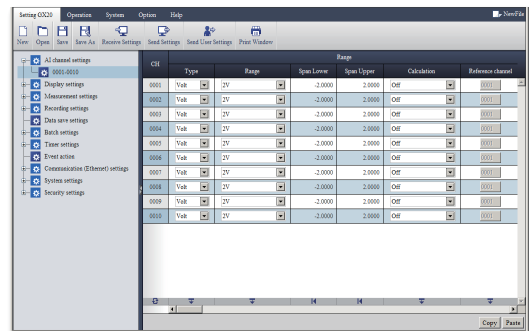 Setting GX20 Operation System Option Help NewFile
New Open Save Save As Receive Settings Send Settings Send User Settings Print Window
AI channel settings
0001-0010
Display settings
Measurement settings
Recording settings
Data save settings
Batch settings
Timer settings
Event action
Communication (Ethernet) settings
System settings
Security settings
CH Range
Type Range Span Lower Span Upper Calculation Reference channel
0001 Volt 2V -2.0000 2.0000 Off 0001
0002 Volt 2V -2.0000 2.0000 Off 0001
0003 Volt 2V -2.0000 2.0000 Off 0001
0004 Volt 2V -2.0000 2.0000 Off 0001
0005 Volt 2V -2.0000 2.0000 Off 0001
0006 Volt 2V -2.0000 2.0000 Off 0001
0007 Volt 2V -2.0000 2.0000 Off 0001
0008 Volt 2V -2.0000 2.0000 Off 0001
0009 Volt 2V -2.0000 2.0000 Off 0001
0010 Volt 2V -2.0000 2.0000 Off 0001
Copy Paste